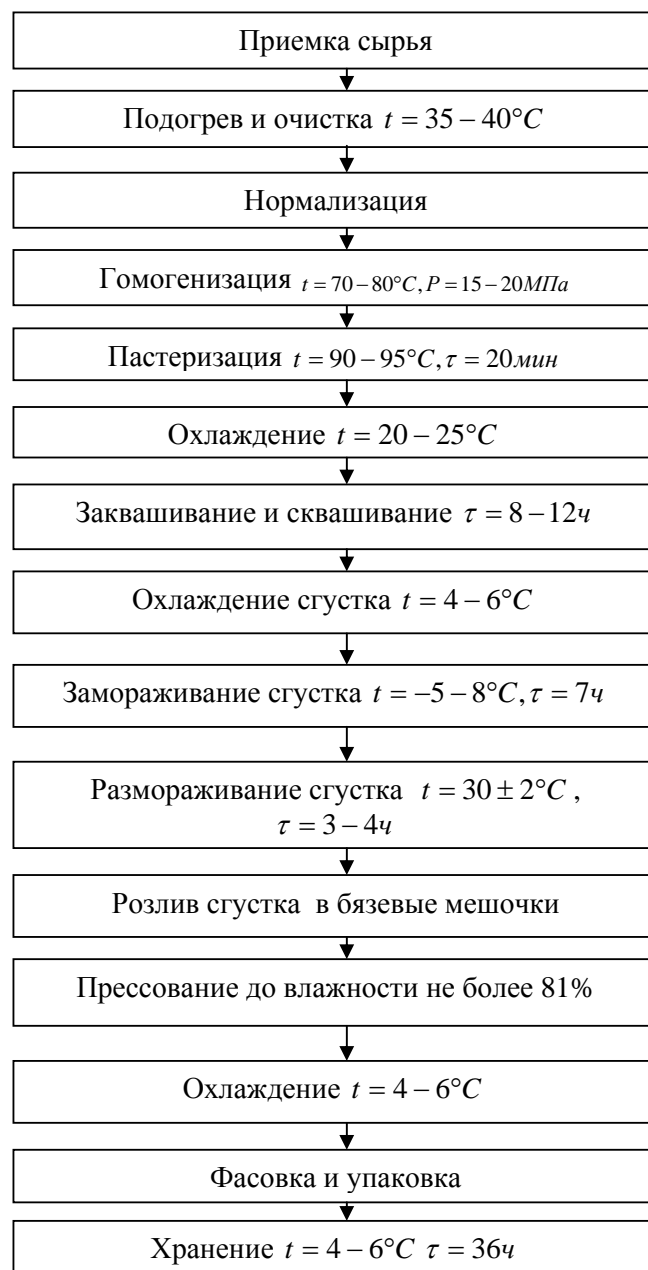 Приемка сырья
Подогрев и очистка t = 35 – 40°C
Нормализация
Гомогенизация t = 70 – 80°C, P = 15 – 20МПа
Пастеризация t = 90 – 95°C, τ = 20мин
Охлаждение t = 20 – 25°C
Заквашивание и сквашивание τ = 8 – 12ч
Охлаждение сгустка t = 4 – 6°C
Замораживание сгустка t = –5 – 8°C, τ = 7ч
Размораживание сгустка t = 30 ± 2°C ,
τ = 3 – 4ч
Розлив сгустка в бязевые мешочки
Прессование до влажности не более 81%
Охлаждение t = 4 – 6°C
Фасовка и упаковка
Хранение t = 4 – 6°C τ = 36ч